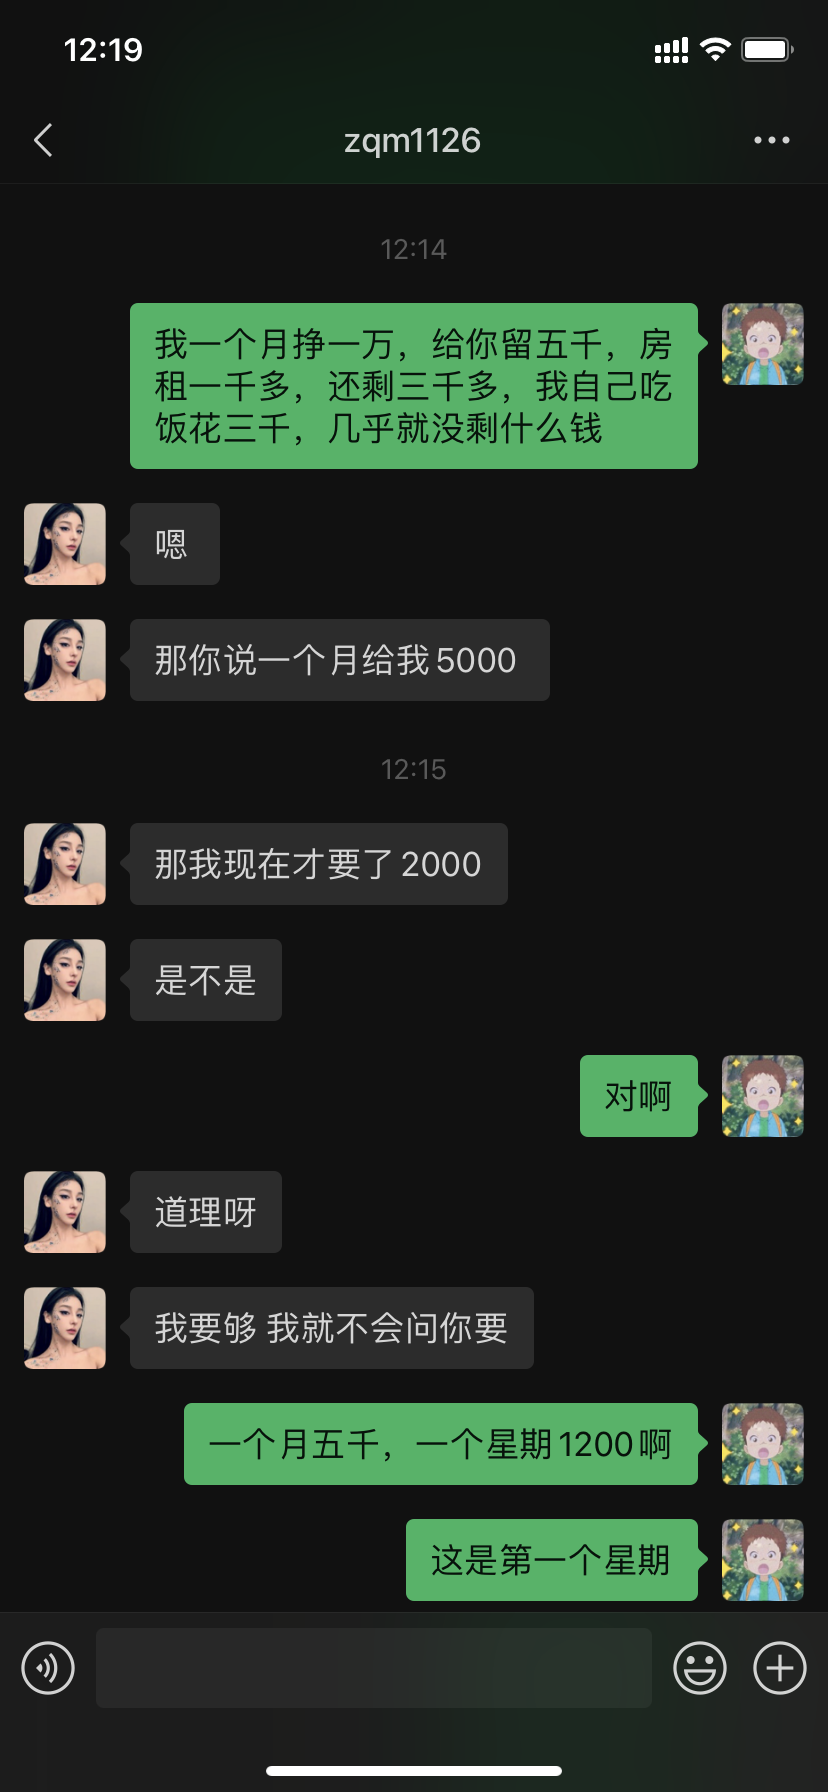 12:19
zqm1126
12:14
我一个月挣一万，给你留五千，房
租一千多，还剩三千多，我自己吃
饭花三千，几乎就没剩什么钱
嗯
那你说一个月给我5000
12:15
那我现在才要了2000
是不是
对啊
道理呀
我要够 我就不会问你要
一个月五千，一个星期1200啊
这是第一个星期